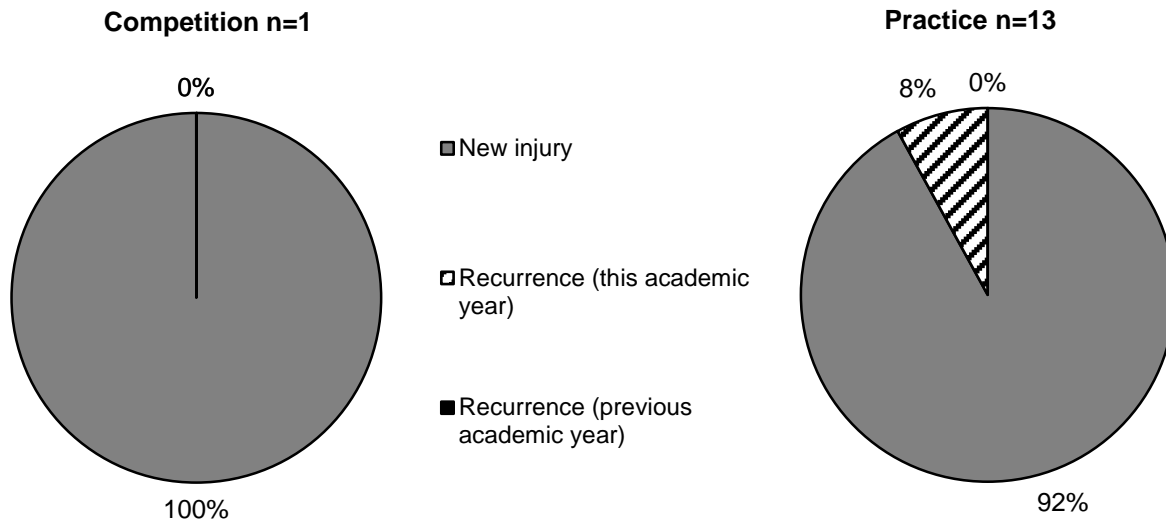 Competition n=1
0%
100%
New injury
Recurrence (this academic
year)
Recurrence (previous
academic year)
Practice n=13
8%
0%
92%